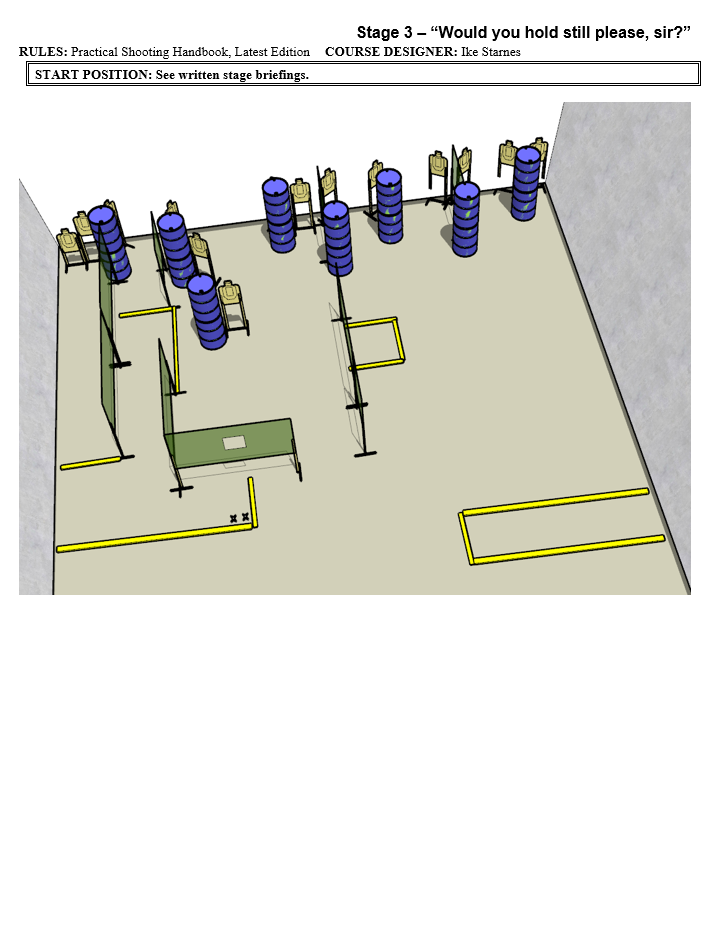 Stage 3 – “Would you hold still please, sir?”
RULES: Practical Shooting Handbook, Latest Edition COURSE DESIGNER: Ike Starnes
START POSITION: See written stage briefings.